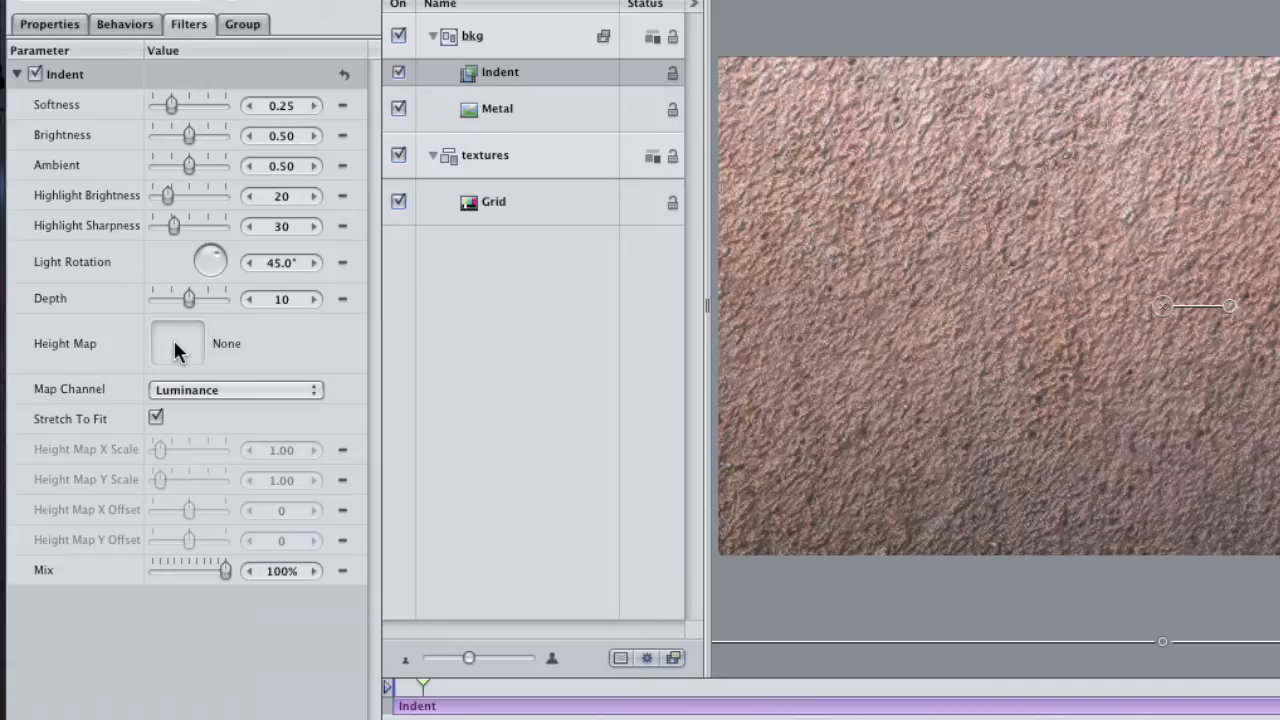 Properties Behaviors Filters Group
Parameter Value
Indent
Softness 0.25
Brightness 0.50
Ambient 0.50
Highlight Brightness 20
Highlight Sharpness 30
Light Rotation 45.0°
Depth 10
Height Map None
Map Channel Luminance
Stretch To Fit
Height Map X Scale 1.00
Height Map Y Scale 1.00
Height Map X Offset 0
Height Map Y Offset 0
Mix 100%
On Name Status
bkg
Indent
Metal
textures
Grid
Indent